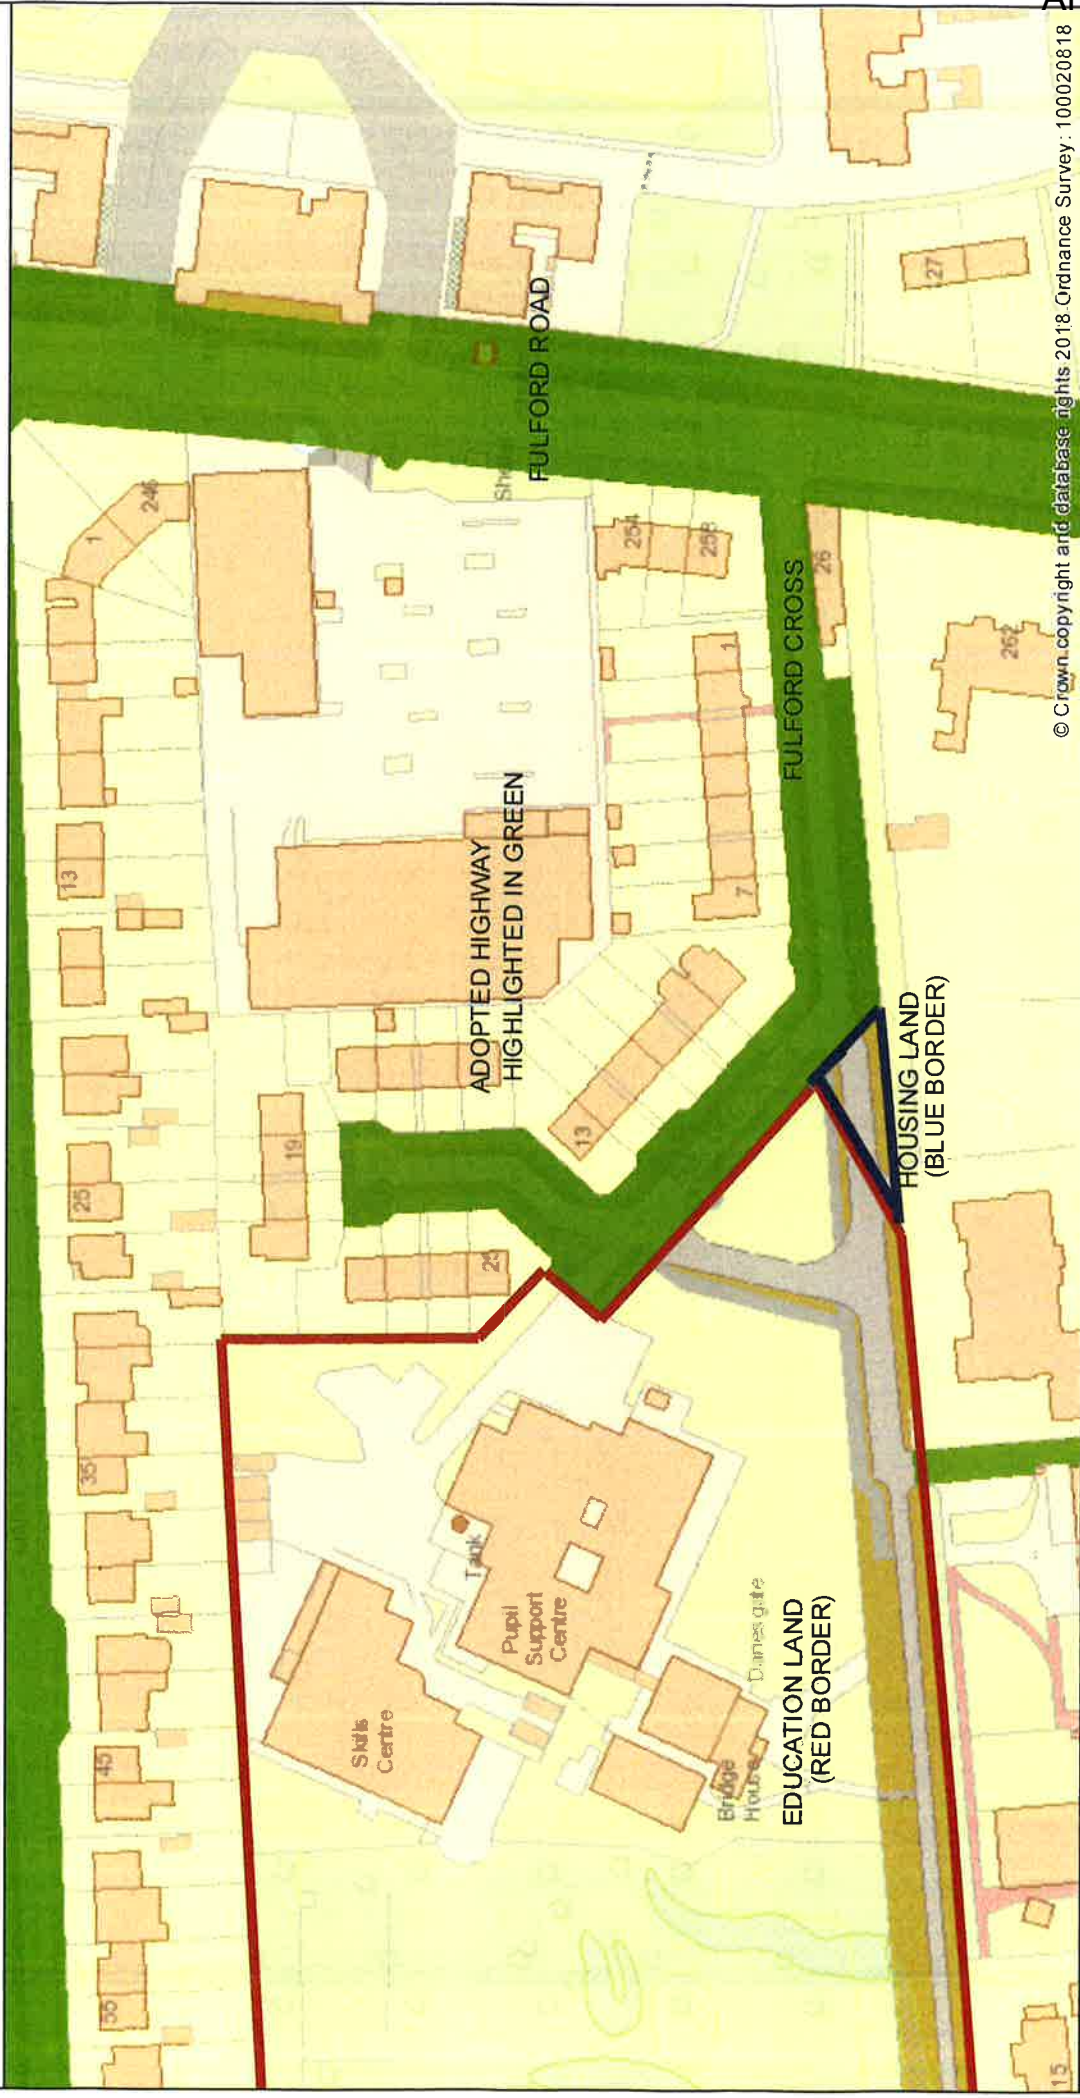 © Crown copyright and database rights 2018 Ordnance Survey: 100020818
FULFORD ROAD
FULFORD CROSS
ADOPTED HIGHWAY
HIGHLIGHTED IN GREEN
HOUSING LAND
(BLUE BORDER)
EDUCATION LAND
(RED BORDER)
Skills
Centre
Pupil
Support
Centre
Tank
Bridge
House
Danesgate
55
45
35
25
13
1
246
19
29
13
7
1
254
258
26
262
27
15